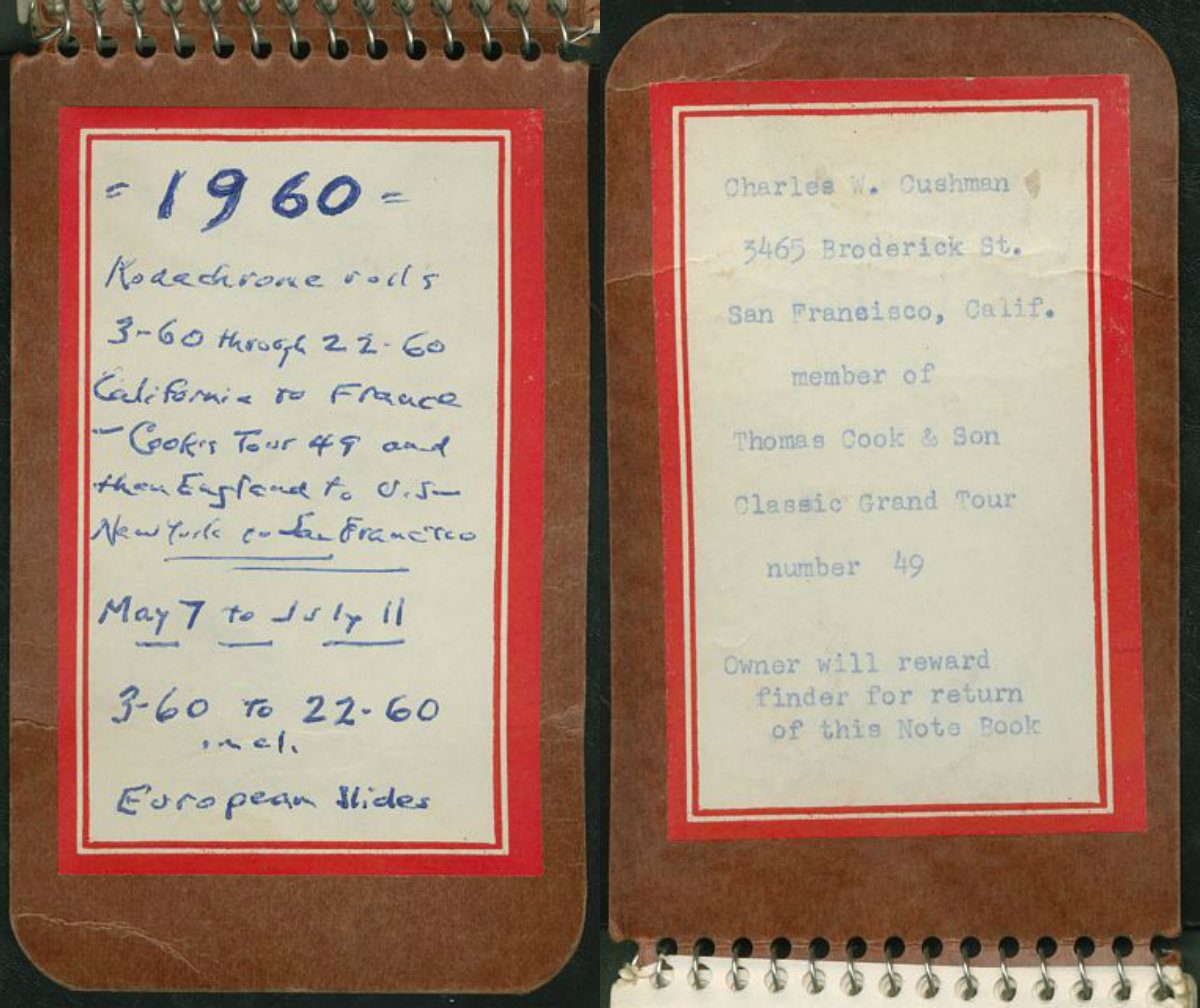 = 1960 =
Kodachrome rolls
3-60 through 22-60
California to France
- Cook's Tour 49 and
then England to U.S-
New York to San Francisco
May 7 to July 11
3-60 to 22-60
incl.
European Slides
Charles W. Cushman
3465 Broderick St.
San Fransisco, Calif.
member of
Thomas Cook & Son
Classic Grand Tour
number 49
Owner will reward
finder for return
of this Note Book